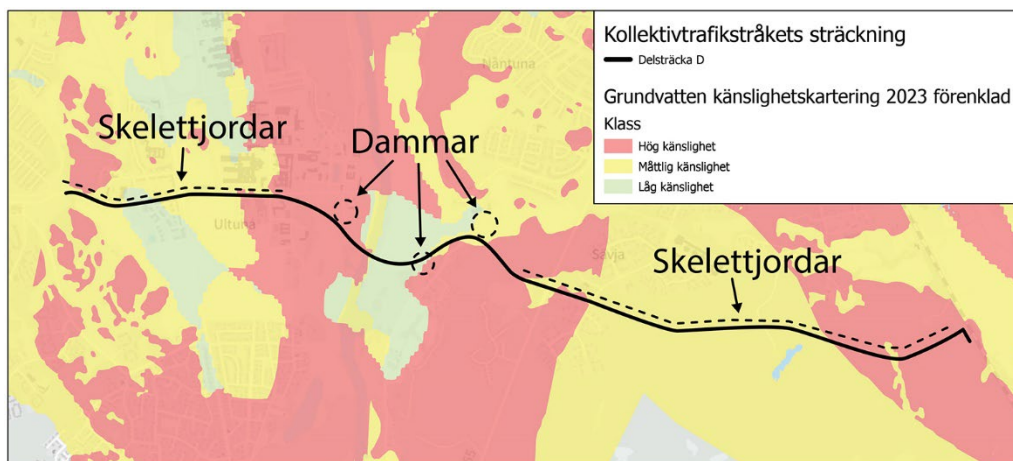 Kollektivtrafikstråkets sträckning
Delsträcka D
Grundvatten känslighetskartering 2023 förenklad
Klass
Hög känslighet
Måttlig känslighet
Låg känslighet
Nåntuna
Skelettjordar
Dammar
Ultuna
Sävja
Skelettjordar